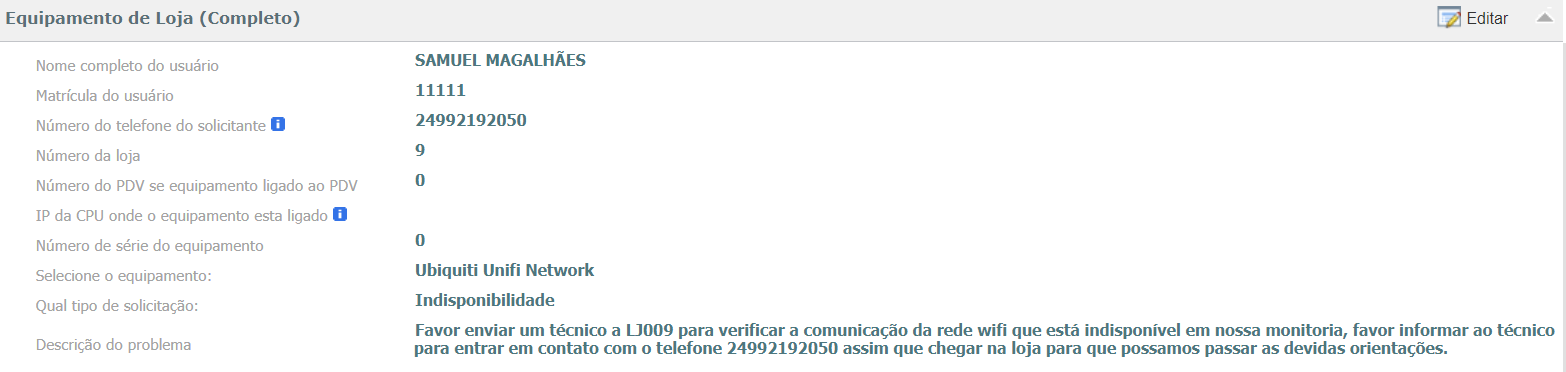 Equipamento de Loja (Completo)
Editar
Nome completo do usuário SAMUEL MAGALHÃES
Matrícula do usuário 11111
Número do telefone do solicitante 24992192050
Número da loja 9
Número do PDV se equipamento ligado ao PDV 0
IP da CPU onde o equipamento esta ligado
Número de série do equipamento 0
Selecione o equipamento: Ubiquiti Unifi Network
Qual tipo de solicitação: Indisponibilidade
Descrição do problema
Favor enviar um técnico a LJ009 para verificar a comunicação da rede wifi que está indisponível em nossa monitoria, favor informar ao técnico
para entrar em contato com o telefone 24992192050 assim que chegar na loja para que possamos passar as devidas orientações.